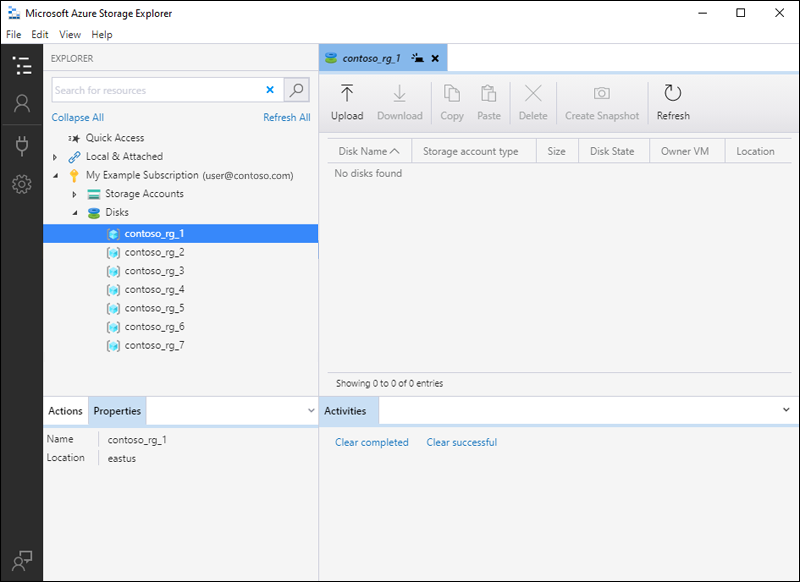 Microsoft Azure Storage Explorer
File Edit View Help
EXPLORER
Search for resources
Collapse All Refresh All
Quick Access
Local & Attached
My Example Subscription (user@contoso.com)
Storage Accounts
Disks
contoso_rg_1
contoso_rg_2
contoso_rg_3
contoso_rg_4
contoso_rg_5
contoso_rg_6
contoso_rg_7
Actions Properties
Name contoso_rg_1
Location eastus
contoso_rg_1
Upload Download Copy Paste Delete Create Snapshot Refresh
Disk Name Storage account type Size Disk State Owner VM Location
No disks found
Showing 0 to 0 of 0 entries
Activities
Clear completed Clear successful